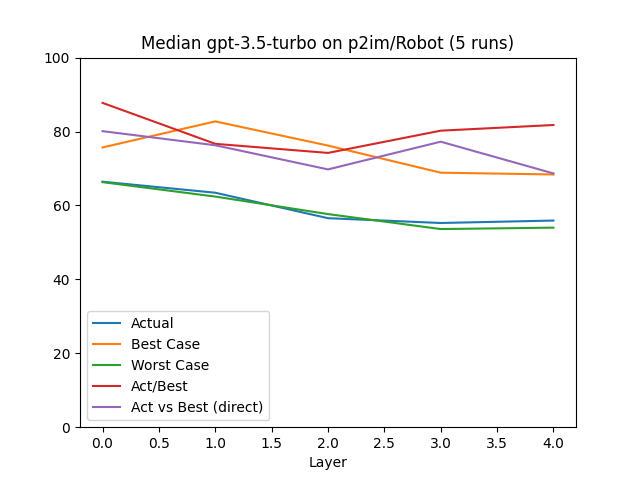 Median gpt-3.5-turbo on p2im/Robot (5 runs)
100
80
60
40
20
0
Actual
Best Case
Worst Case
Act/Best
Act vs Best (direct)
0.0 0.5 1.0 1.5 2.0 2.5 3.0 3.5 4.0
Layer